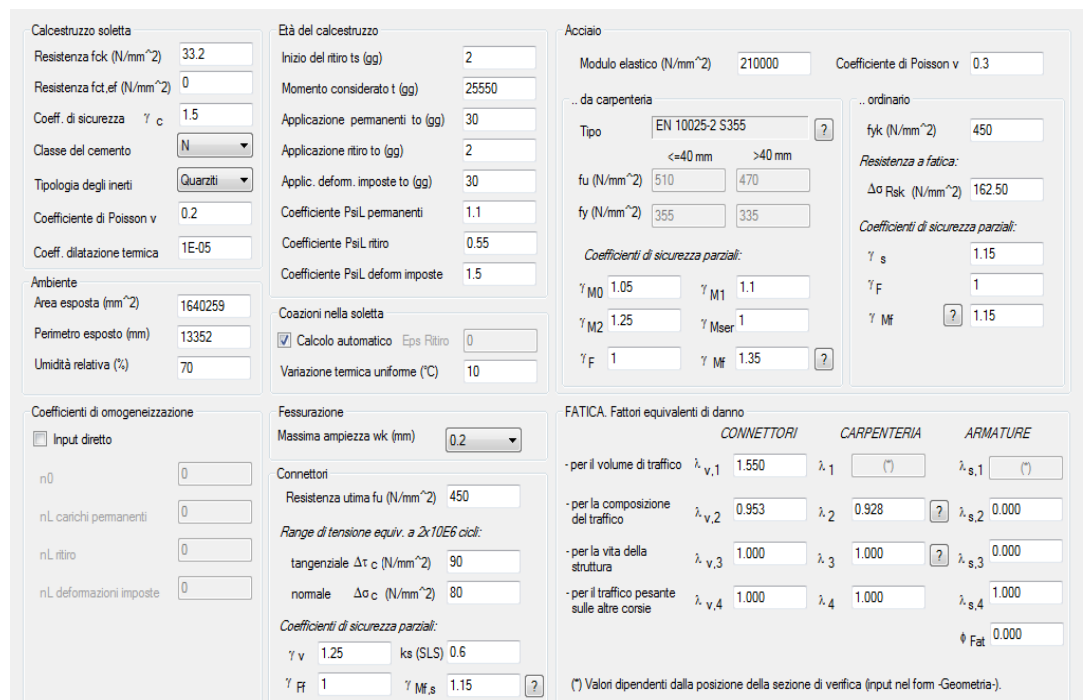 Calcestruzzo soletta
Resistenza fck (N/mm^2) 33.2
Resistenza fct,ef (N/mm^2) 0
Coeff. di sicurezza γ c 1.5
Classe del cemento N
Tipologia degli inerti Quarziti
Coefficiente di Poisson ν 0.2
Coeff. dilatazione termica 1E-05
Ambiente
Area esposta (mm^2) 1640259
Perimetro esposto (mm) 13352
Umidità relativa (%) 70
Coefficienti di omogeneizzazione
Input diretto
n0 0
nL carichi permanenti 0
nL ritiro 0
nL deformazioni imposte 0
Età del calcestruzzo
Inizio del ritiro ts (gg) 2
Momento considerato t (gg) 25550
Applicazione permanenti to (gg) 30
Applicazione ritiro to (gg) 2
Applic. deform. imposte to (gg) 30
Coefficiente PsiL permanenti 1.1
Coefficiente PsiL ritiro 0.55
Coefficiente PsiL deform imposte 1.5
Coazioni nella soletta
Calcolo automatico Eps Ritiro 0
Variazione termica uniforme (°C) 10
Fessurazione
Massima ampiezza wk (mm) 0.2
Connettori
Resistenza utima fu (N/mm^2) 450
Range di tensione equiv. a 2x10E6 cicli:
tangenziale Δτ c (N/mm^2) 90
normale Δσ c (N/mm^2) 80
Coefficienti di sicurezza parziali:
γ v 1.25 ks (SLS) 0.6
γ Ff 1 γ Mf,s 1.15 ?
Acciaio
Modulo elastico (N/mm^2) 210000 Coefficiente di Poisson ν 0.3
.. da carpenteria
Tipo EN 10025-2 S355 ?
<=40 mm >40 mm
fu (N/mm^2) 510 470
fy (N/mm^2) 355 335
Coefficienti di sicurezza parziali:
γ M0 1.05 γ M1 1.1
γ M2 1.25 γ Mser 1
γ F 1 γ Mf 1.35 ?
.. ordinario
fyk (N/mm^2) 450
Resistenza a fatica:
Δσ Rsk (N/mm^2) 162.50
Coefficienti di sicurezza parziali:
γ s 1.15
γ F 1
γ Mf ? 1.15
FATICA. Fattori equivalenti di danno
CONNETTORI CARPENTERIA ARMATURE
- per il volume di traffico λ v,1 1.550 λ 1 (*) λ s,1 (*)
- per la composizione del traffico λ v,2 0.953 λ 2 0.928 ? λ s,2 0.000
- per la vita della struttura λ v,3 1.000 λ 3 1.000 ? λ s,3 0.000
- per il traffico pesante sulle altre corsie λ v,4 1.000 λ 4 1.000 λ s,4 1.000
ϕ Fat 0.000
(*) Valori dipendenti dalla posizione della sezione di verifica (input nel form -Geometria-).